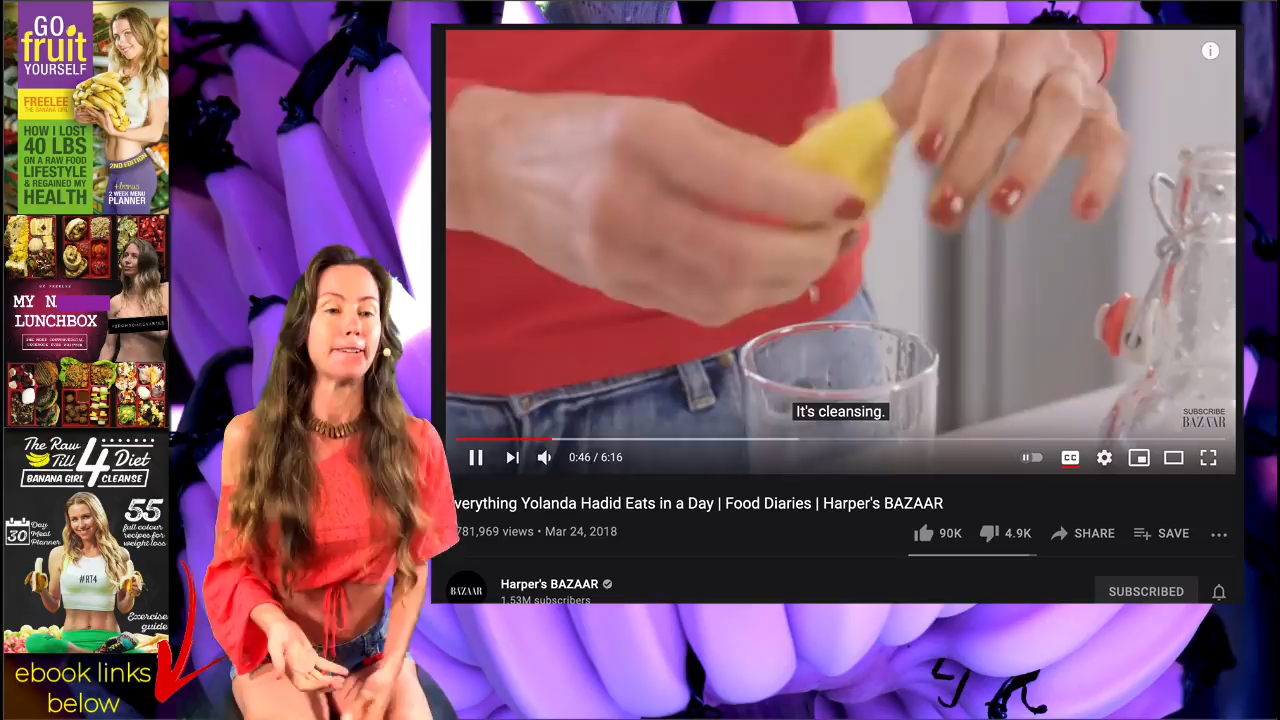 GO
fruit
YOURSELF
FREELEE
THE BANANA GIRL
HOW I LOST
40 LBS
ON A RAW FOOD
LIFESTYLE
& REGAINED MY
HEALTH
2ND EDITION
+bonus
2 WEEK MENU
PLANNER
BY FREELEE
MY N
LUNCHBOX
The Raw
Till 4 Diet
BANANA GIRL CLEANSE
30 Day
Meal
Planner
55
full colour
recipes for
weight loss
#RT4
Exercise
guide
ebook links
below
It's cleansing.
SUBSCRIBE
BAZAAR
0:46 / 6:16
CC
verything Yolanda Hadid Eats in a Day | Food Diaries | Harper's BAZAAR
781,969 views • Mar 24, 2018
90K
4.9K
SHARE
SAVE
BAZAAR
Harper's BAZAAR
1.53M subscribers
SUBSCRIBED